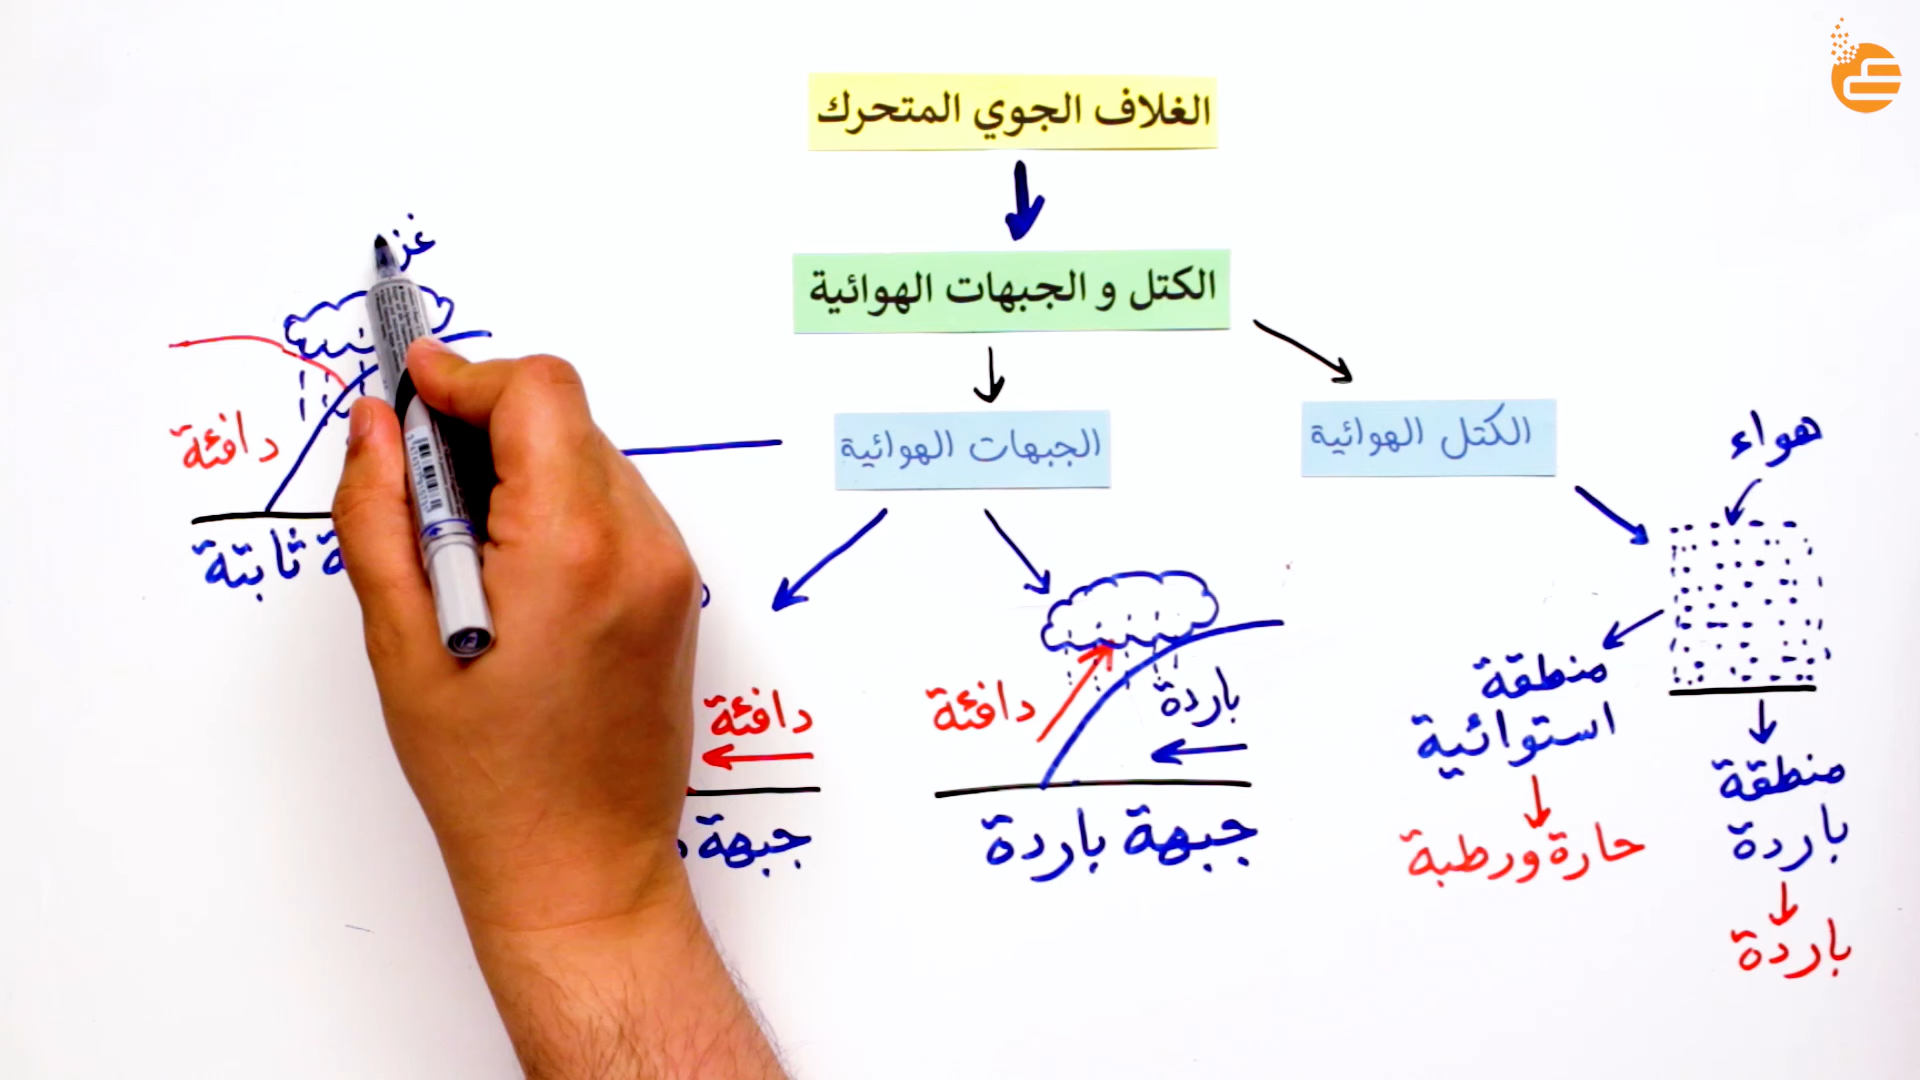 الغلاف الجوي المتحرك
الكتل و الجبهات الهوائية
الكتل الهوائية
الجبهات الهوائية
هواء
منطقة
استوائية
حارة ورطبة
منطقة
باردة
باردة
دافئة
باردة
جبهة باردة
دافئة
جبهة
دافئة
ثابتة